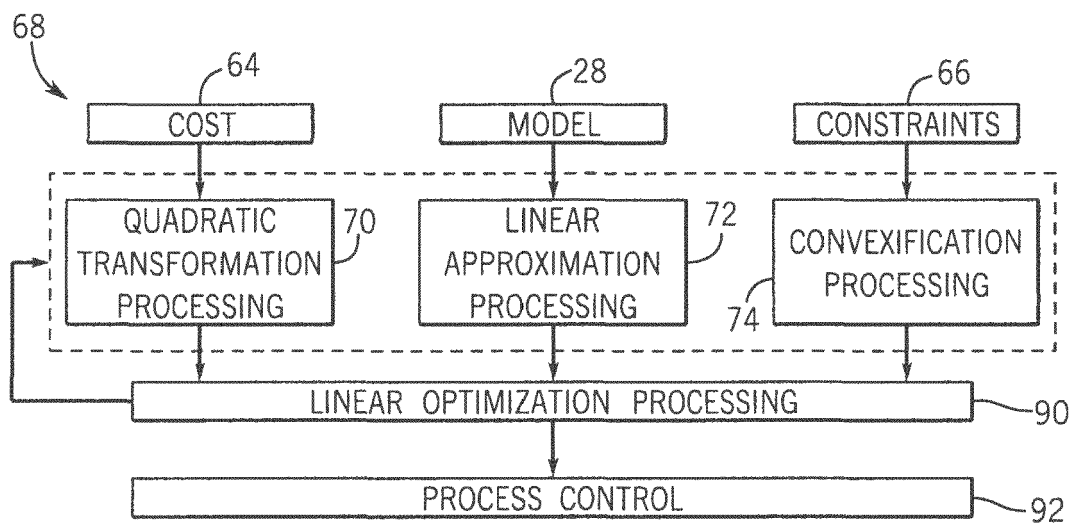 68
64
28
66
COST
MODEL
CONSTRAINTS
QUADRATIC
TRANSFORMATION
PROCESSING
70
LINEAR
APPROXIMATION
PROCESSING
72
CONVEXIFICATION
PROCESSING
74
LINEAR OPTIMIZATION PROCESSING
90
PROCESS CONTROL
92